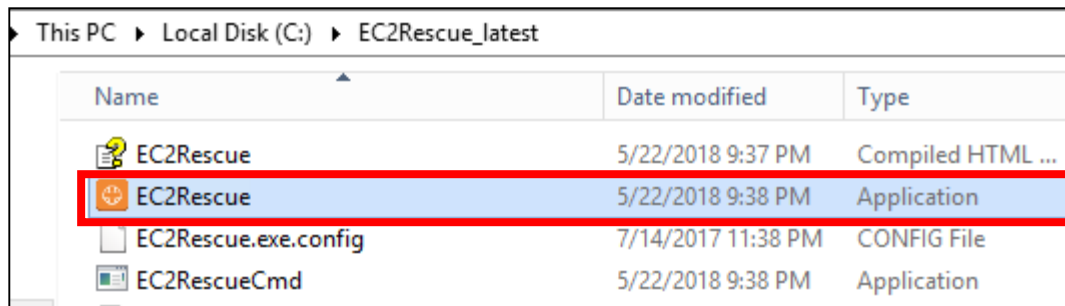 This PC Local Disk (C:) EC2Rescue_latest
Name Date modified Type
EC2Rescue 5/22/2018 9:37 PM Compiled HTML ...
EC2Rescue 5/22/2018 9:38 PM Application
EC2Rescue.exe.config 7/14/2017 11:38 PM CONFIG File
EC2RescueCmd 5/22/2018 9:38 PM Application